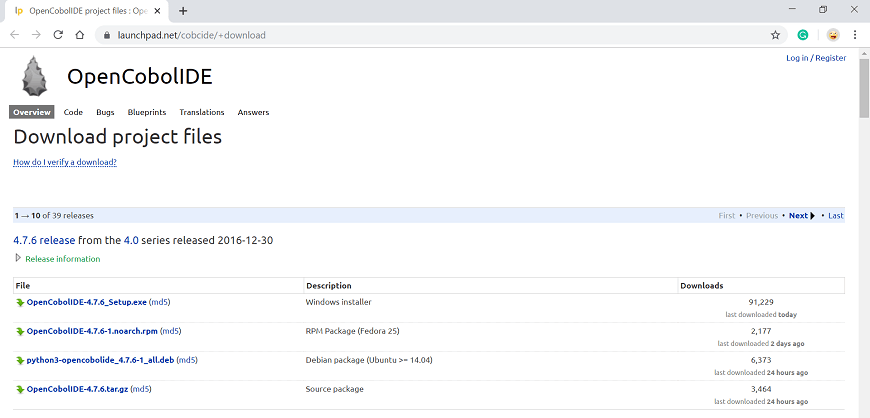 lp OpenCobolIDE project files : Ope
launchpad.net/cobcide/+download
Log in / Register
OpenCobolIDE
Overview Code Bugs Blueprints Translations Answers
Download project files
How do I verify a download?
1 → 10 of 39 releases First • Previous • Next • Last
4.7.6 release from the 4.0 series released 2016-12-30
Release information
File Description Downloads
OpenCobolIDE-4.7.6_Setup.exe (md5) Windows installer 91,229
last downloaded today
OpenCobolIDE-4.7.6-1.noarch.rpm (md5) RPM Package (Fedora 25) 2,177
last downloaded 2 days ago
python3-opencobolide_4.7.6-1_all.deb (md5) Debian package (Ubuntu >= 14.04) 6,373
last downloaded 24 hours ago
OpenCobolIDE-4.7.6.tar.gz (md5) Source package 3,464
last downloaded 24 hours ago